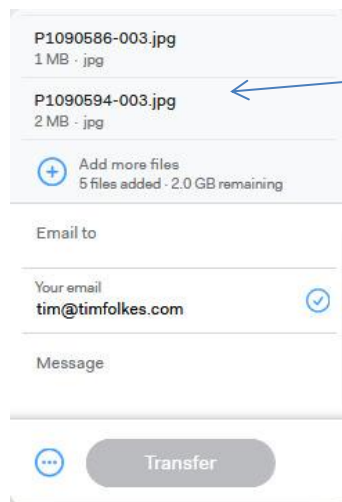 P1090586-003.jpg
1 MB · jpg
P1090594-003.jpg
2 MB · jpg
Add more files
5 files added · 2.0 GB remaining
Email to
Your email
tim@timfolkes.com
Message
Transfer